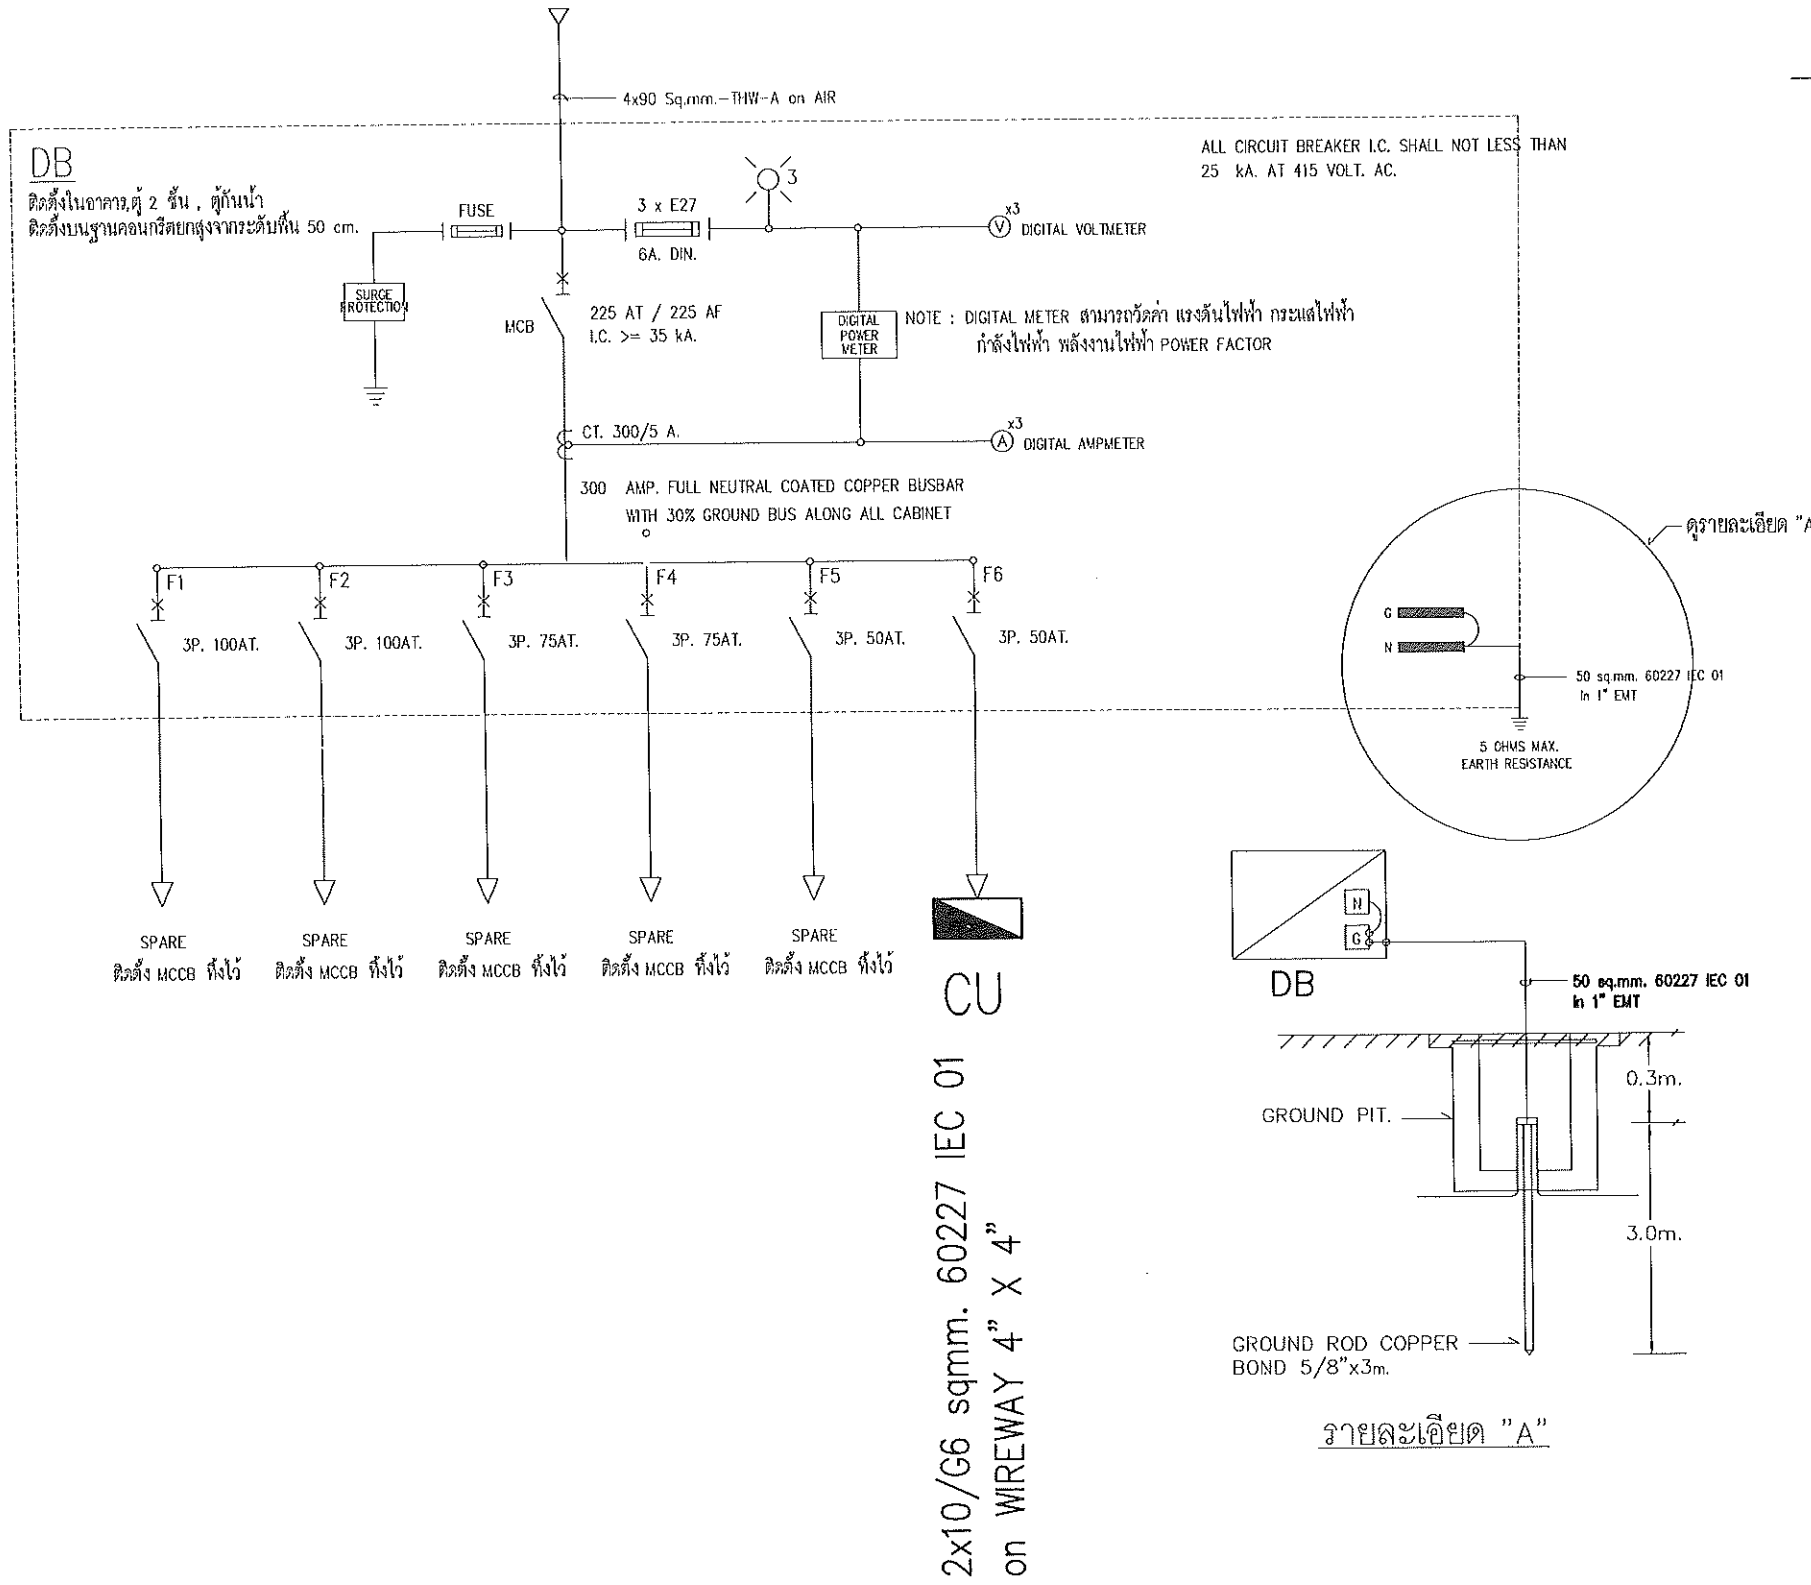 4x90 Sq.mm.-THW-A on AIR
DB
ติดตั้งในอาคาร,ตู้ 2 ชั้น , ตู้กันน้ำ
ติดตั้งบนฐานคอนกรีตยกสูงจากระดับพื้น 50 cm.
ALL CIRCUIT BREAKER I.C. SHALL NOT LESS THAN
25 kA. AT 415 VOLT. AC.
FUSE
3 x E27
6A. DIN.
3
V
x3
DIGITAL VOLTMETER
SURGE
PROTECTION
MCB
225 AT / 225 AF
I.C. >= 35 kA.
DIGITAL
POWER
METER
NOTE : DIGITAL METER สามารถวัดค่า แรงดันไฟฟ้า กระแสไฟฟ้า
กำลังไฟฟ้า พลังงานไฟฟ้า POWER FACTOR
CT. 300/5 A.
A
x3
DIGITAL AMPMETER
300 AMP. FULL NEUTRAL COATED COPPER BUSBAR
WITH 30% GROUND BUS ALONG ALL CABINET
F1
F2
F3
F4
F5
F6
3P. 100AT.
3P. 100AT.
3P. 75AT.
3P. 75AT.
3P. 50AT.
3P. 50AT.
ดูรายละเอียด "A
G
N
50 sq.mm. 60227 IEC 01
in 1" EMT
5 OHMS MAX.
EARTH RESISTANCE
SPARE
ติดตั้ง MCCB ทิ้งไว้
SPARE
ติดตั้ง MCCB ทิ้งไว้
SPARE
ติดตั้ง MCCB ทิ้งไว้
SPARE
ติดตั้ง MCCB ทิ้งไว้
SPARE
ติดตั้ง MCCB ทิ้งไว้
CU
2x10/G6 sqmm. 60227 IEC 01
on WIREWAY 4" X 4"
N
G
DB
50 sq.mm. 60227 IEC 01
in 1" EMT
0.3m.
GROUND PIT.
3.0m.
GROUND ROD COPPER
BOND 5/8"x3m.
รายละเอียด "A"